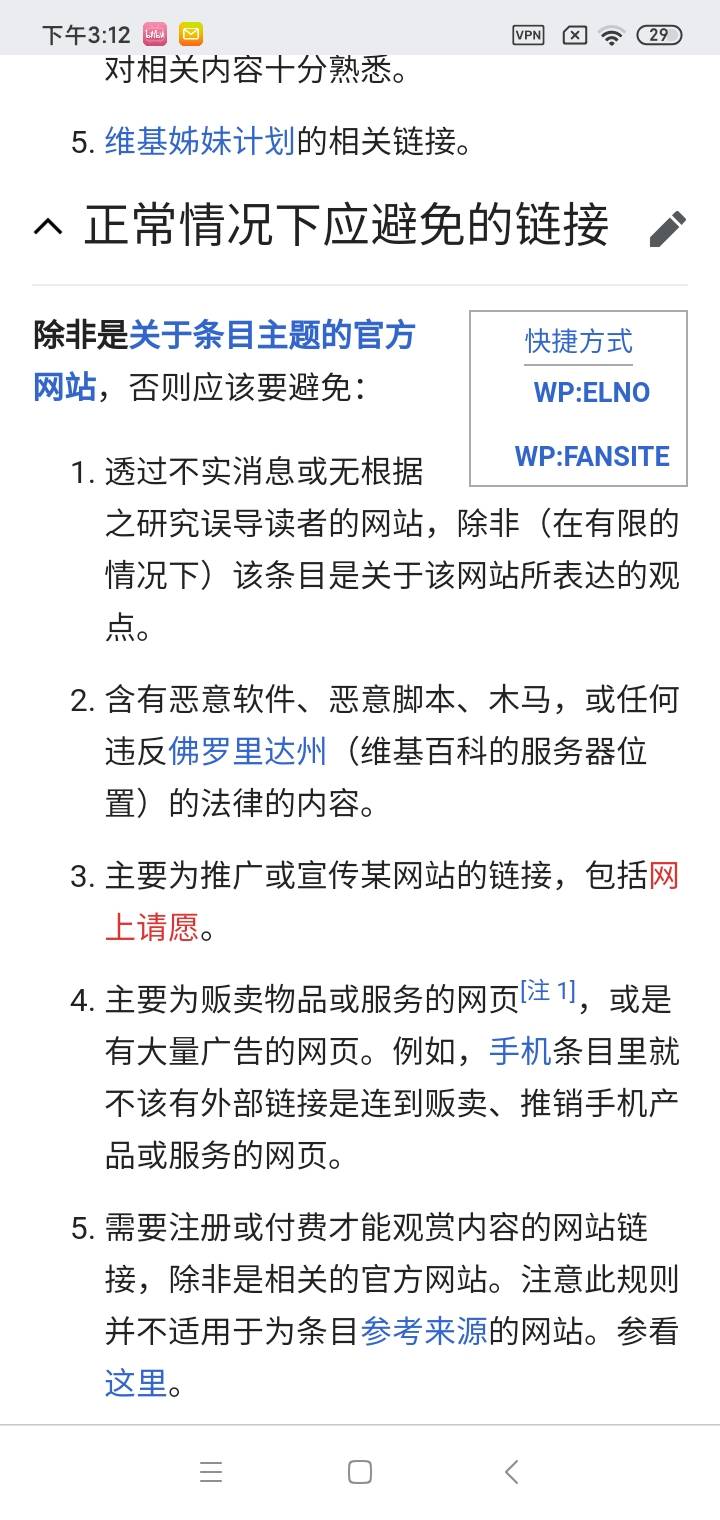 下午3:12
VPN
29
对相关内容十分熟悉。
5. 维基姊妹计划的相关链接。
正常情况下应避免的链接
除非是关于条目主题的官方
网站，否则应该要避免：
快捷方式
WP:ELNO
WP:FANSITE
1. 透过不实消息或无根据
之研究误导读者的网站，除非（在有限的
情况下）该条目是关于该网站所表达的观
点。
2. 含有恶意软件、恶意脚本、木马，或任何
违反佛罗里达州（维基百科的服务器位
置）的法律的内容。
3. 主要为推广或宣传某网站的链接，包括网
上请愿。
4. 主要为贩卖物品或服务的网页[注 1]，或是
有大量广告的网页。例如，手机条目里就
不该有外部链接是连到贩卖、推销手机产
品或服务的网页。
5. 需要注册或付费才能观赏内容的网站链
接，除非是相关的官方网站。注意此规则
并不适用于为条目参考来源的网站。参看
这里。